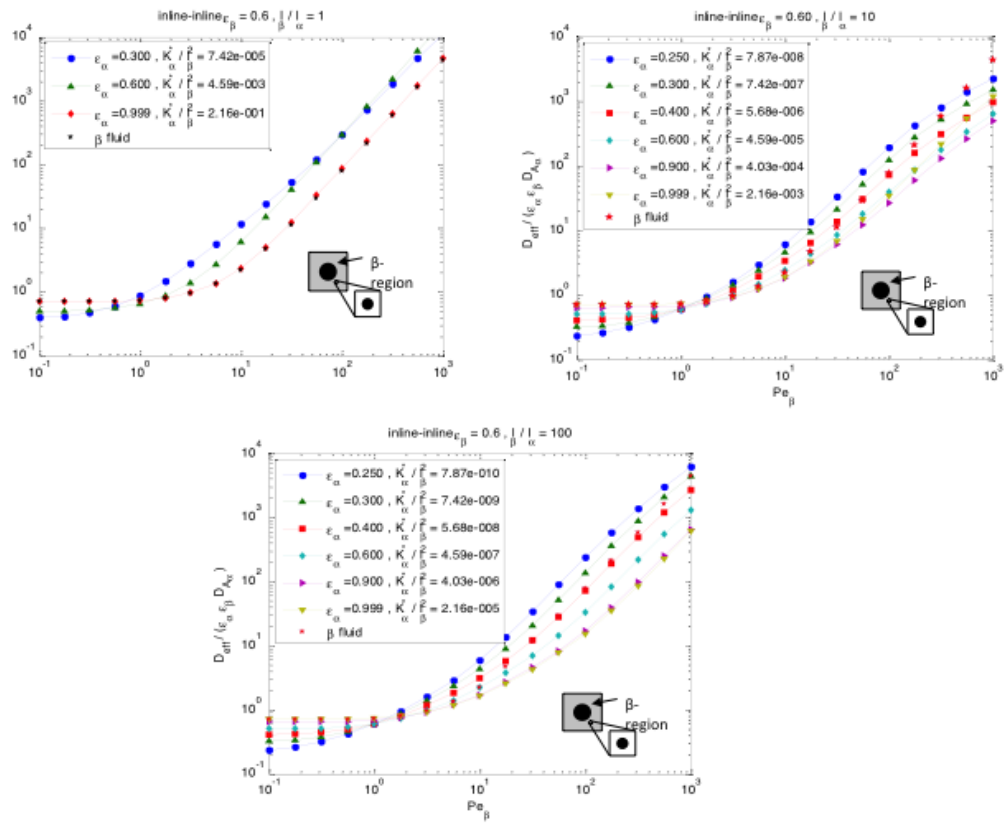 inline-inline ε_β = 0.6 , l_β / l_α = 1
10^4
10^3
10^2
10^1
10^0
10^-1
ε_α =0.300 , K*_α / l²_β = 7.42e-005
ε_α =0.600 , K*_α / l²_β = 4.59e-003
ε_α =0.999 , K*_α / l²_β = 2.16e-001
β fluid
β-
region
10^-1 10^0 10^1 10^2 10^3
inline-inline ε_β = 0.60 , l_β / l_α = 10
D_eff / (ε_α ε_β D_Aα)
10^4
10^3
10^2
10^1
10^0
10^-1
ε_α =0.250 , K*_α / l²_β = 7.87e-008
ε_α =0.300 , K*_α / l²_β = 7.42e-007
ε_α =0.400 , K*_α / l²_β = 5.68e-006
ε_α =0.600 , K*_α / l²_β = 4.59e-005
ε_α =0.900 , K*_α / l²_β = 4.03e-004
ε_α =0.999 , K*_α / l²_β = 2.16e-003
β fluid
β-
region
10^-1 10^0 10^1 10^2 10^3
Pe_β
inline-inline ε_β = 0.6 , l_β / l_α = 100
D_eff / (ε_α ε_β D_Aα)
10^4
10^3
10^2
10^1
10^0
10^-1
ε_α =0.250 , K*_α / l²_β = 7.87e-010
ε_α =0.300 , K*_α / l²_β = 7.42e-009
ε_α =0.400 , K*_α / l²_β = 5.68e-008
ε_α =0.600 , K*_α / l²_β = 4.59e-007
ε_α =0.900 , K*_α / l²_β = 4.03e-006
ε_α =0.999 , K*_α / l²_β = 2.16e-005
β fluid
β-
region
10^-1 10^0 10^1 10^2 10^3
Pe_β